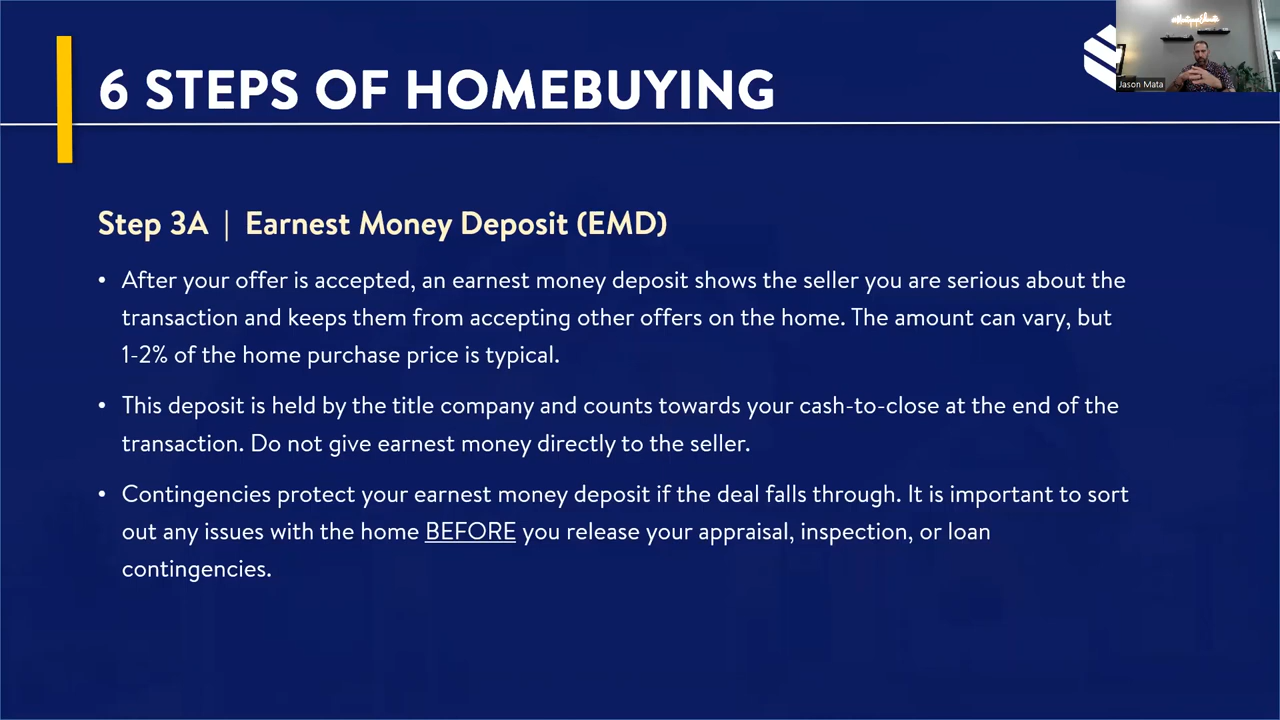 6 STEPS OF HOMEBUYING
Jason Mata
Step 3A | Earnest Money Deposit (EMD)
• After your offer is accepted, an earnest money deposit shows the seller you are serious about the
transaction and keeps them from accepting other offers on the home. The amount can vary, but
1-2% of the home purchase price is typical.
• This deposit is held by the title company and counts towards your cash-to-close at the end of the
transaction. Do not give earnest money directly to the seller.
• Contingencies protect your earnest money deposit if the deal falls through. It is important to sort
out any issues with the home BEFORE you release your appraisal, inspection, or loan
contingencies.